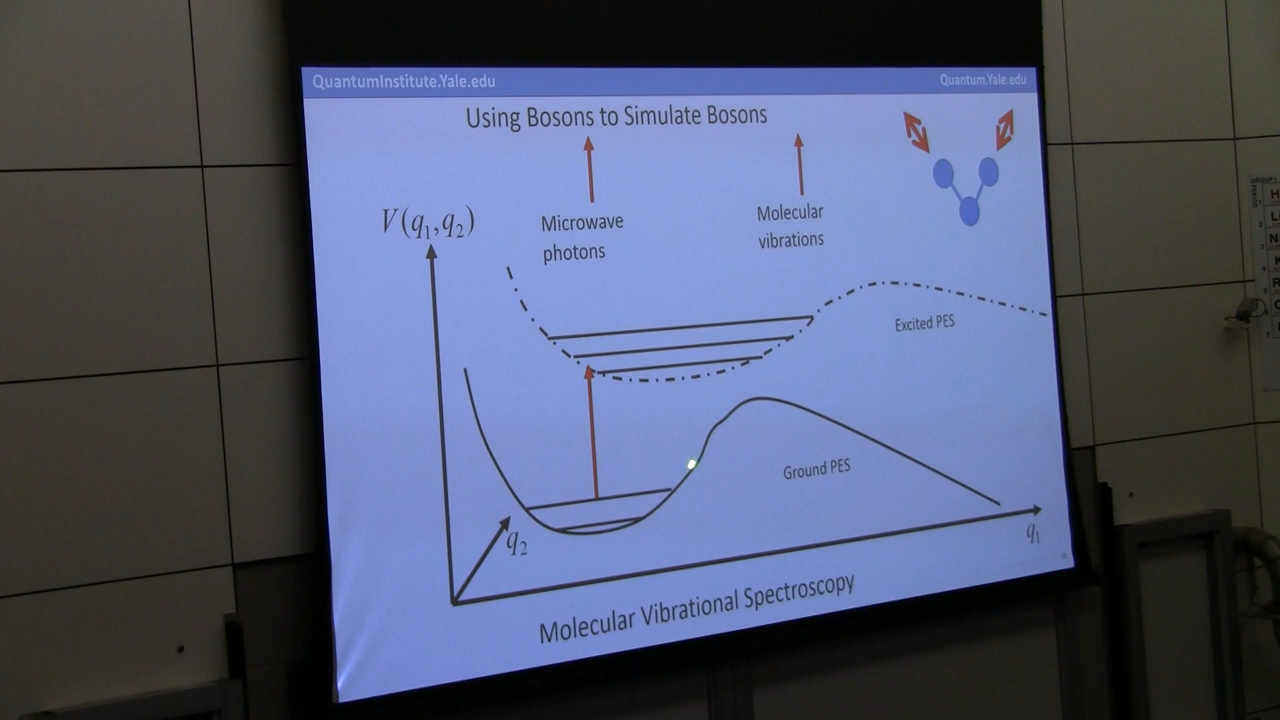 QuantumInstitute.Yale.edu
Quantum.Yale.edu
Using Bosons to Simulate Bosons
Microwave
photons
Molecular
vibrations
V(q₁,q₂)
Excited PES
Ground PES
q₂
q₁
Molecular Vibrational Spectroscopy